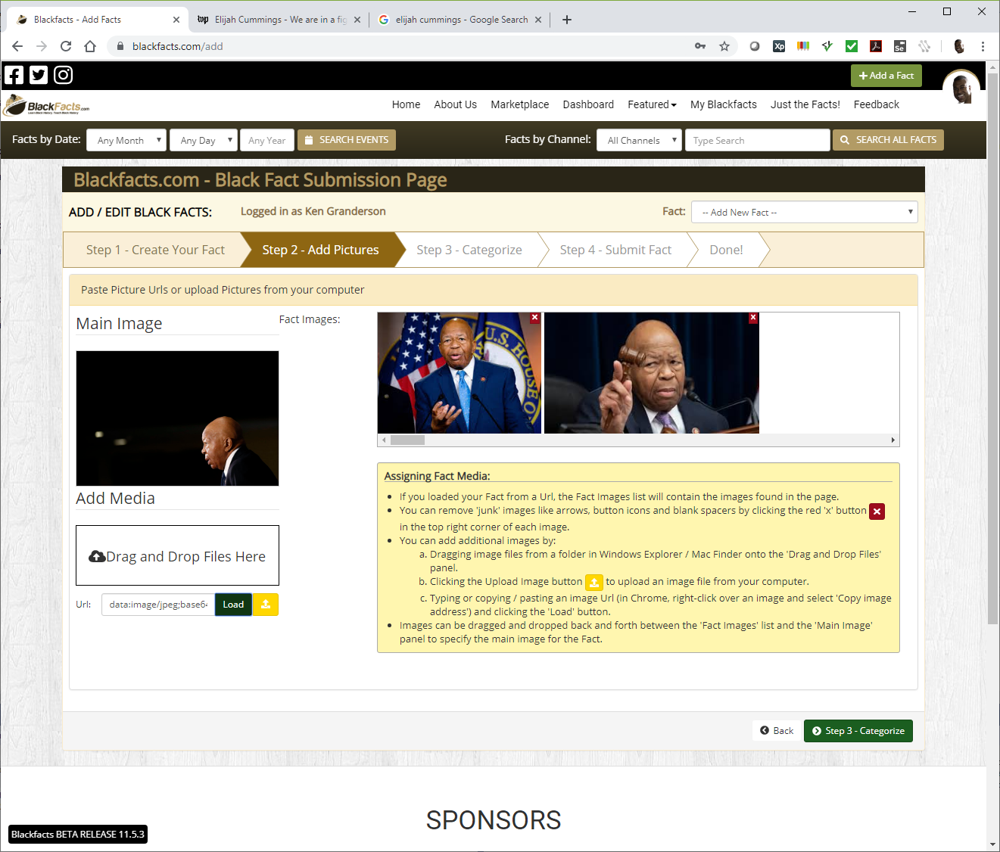 Blackfacts - Add Facts
Elijah Cummings - We are in a fig
elijah cummings - Google Search
blackfacts.com/add
Add a Fact
BlackFacts.com
Home About Us Marketplace Dashboard Featured My Blackfacts Just the Facts! Feedback
Facts by Date: Any Month Any Day Any Year SEARCH EVENTS Facts by Channel: All Channels Type Search SEARCH ALL FACTS
Blackfacts.com - Black Fact Submission Page
ADD / EDIT BLACK FACTS: Logged in as Ken Granderson Fact: -- Add New Fact --
Step 1 - Create Your Fact Step 2 - Add Pictures Step 3 - Categorize Step 4 - Submit Fact Done!
Paste Picture Urls or upload Pictures from your computer
Main Image
Fact Images:
U.S. HOUSE O
Add Media
Drag and Drop Files Here
Url: data:image/jpeg;base64 Load
Assigning Fact Media:
If you loaded your Fact from a Url, the Fact Images list will contain the images found in the page.
You can remove 'junk' images like arrows, button icons and blank spacers by clicking the red 'x' button
in the top right corner of each image.
You can add additional images by:
a. Dragging image files from a folder in Windows Explorer / Mac Finder onto the 'Drag and Drop Files'
panel.
b. Clicking the Upload Image button to upload an image file from your computer.
c. Typing or copying / pasting an image Url (in Chrome, right-click over an image and select 'Copy image
address') and clicking the 'Load' button.
Images can be dragged and dropped back and forth between the 'Fact Images' list and the 'Main Image'
panel to specify the main image for the Fact.
Back Step 3 - Categorize
SPONSORS
Blackfacts BETA RELEASE 11.5.3